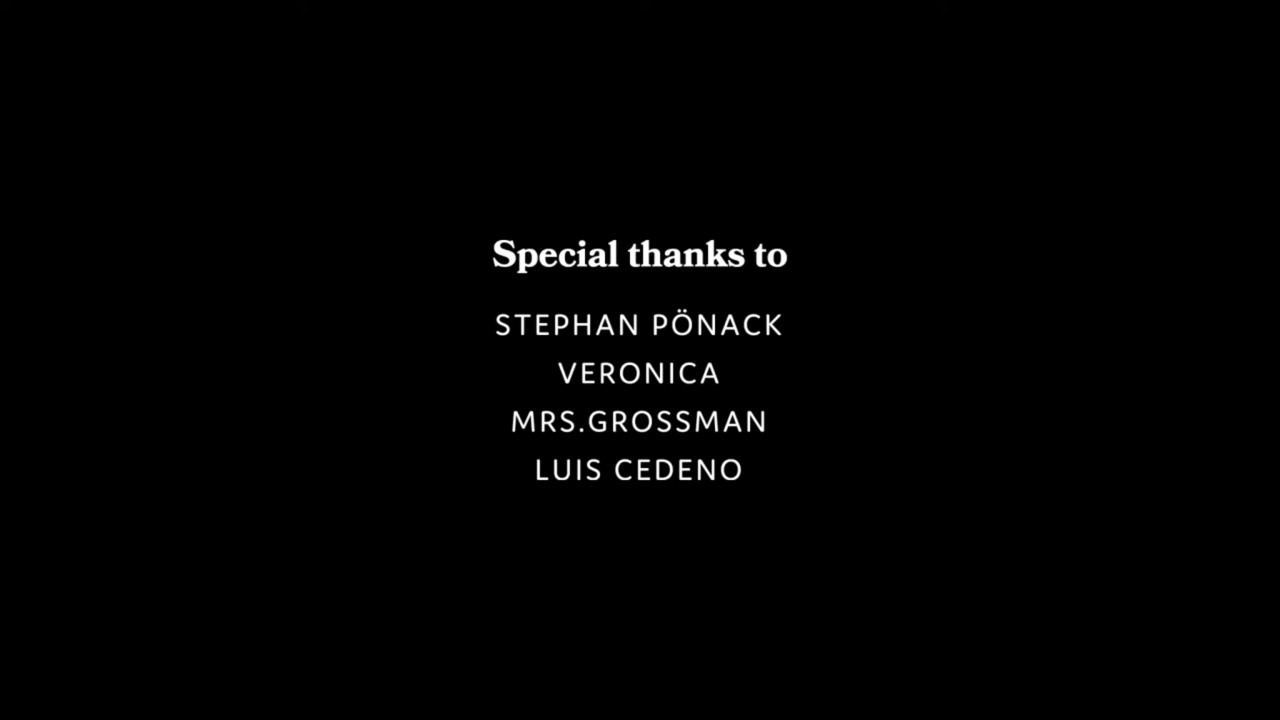 Special thanks to
STEPHAN PÖNACK
VERONICA
MRS.GROSSMAN
LUIS CEDENO